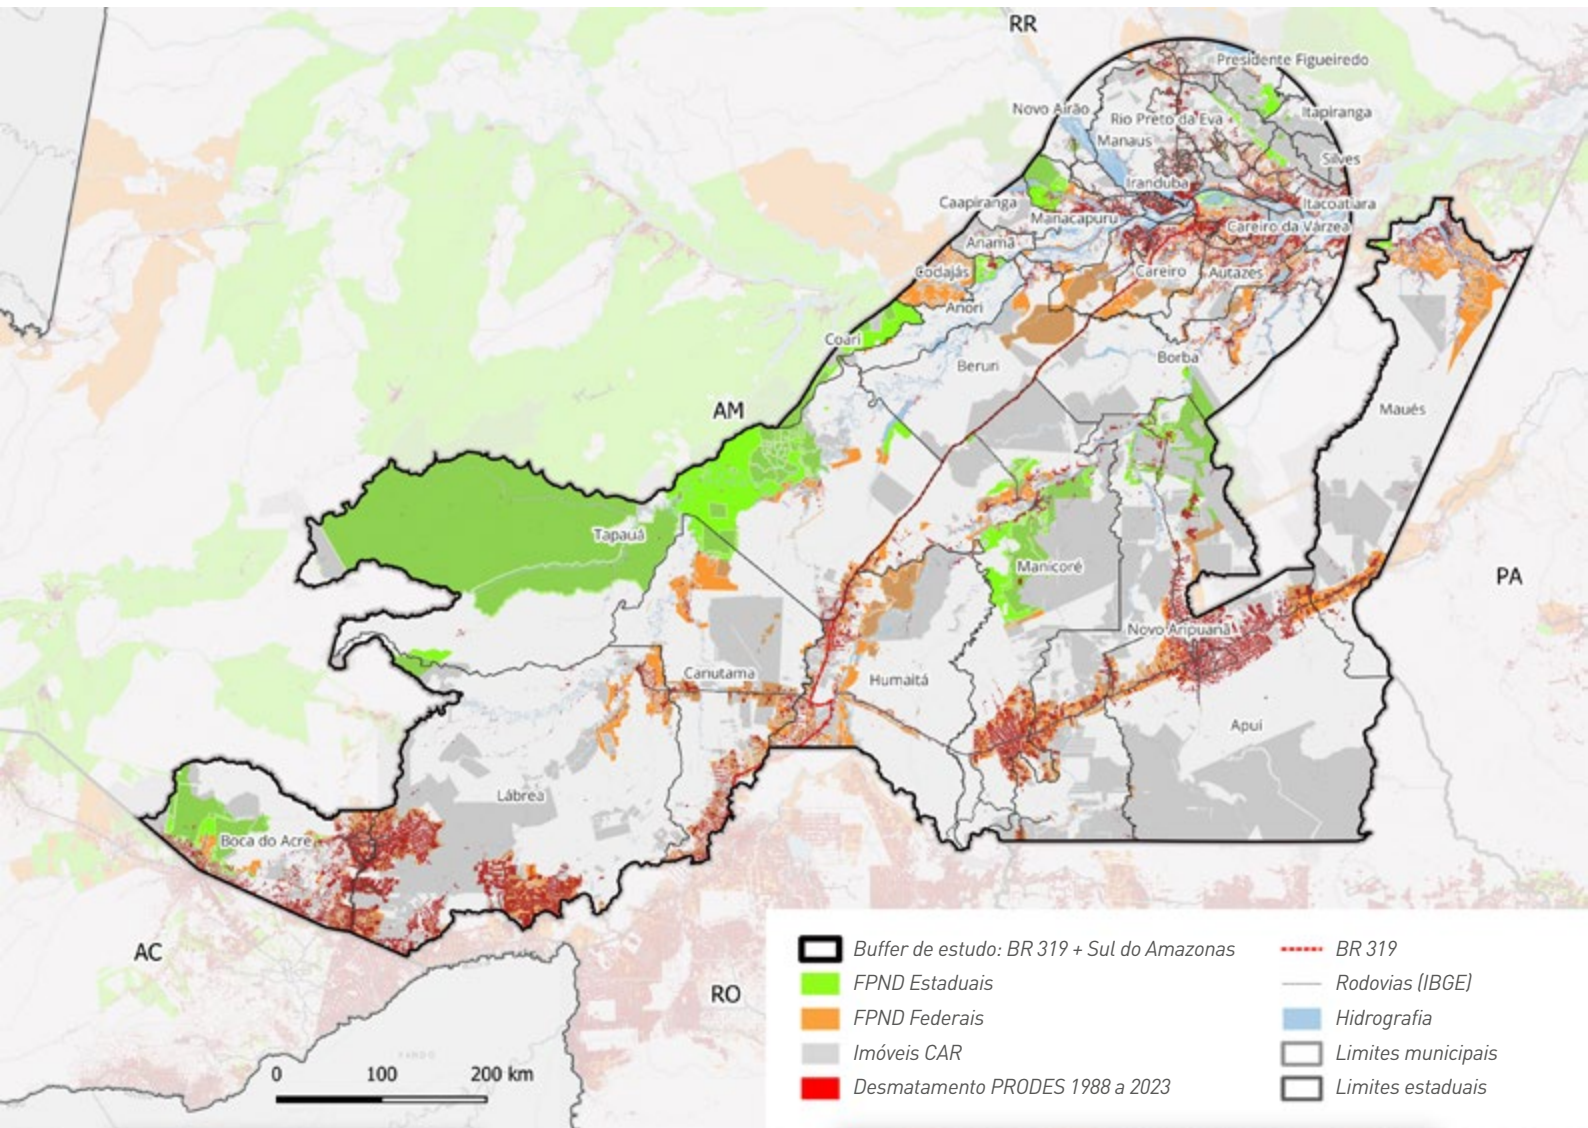 RR
Presidente Figueiredo
Novo Airão
Itapiranga
Rio Preto da Eva
Manaus
Silves
Iranduba
Caapiranga
Itacoatiara
Manacapuru
Careiro da Várzea
Anamã
Codajás
Careiro
Autazes
Anori
Coari
Borba
Beruri
AM
Maués
Tapauá
Manicoré
PA
Novo Aripuanã
Canutama
Humaitá
Apuí
Lábrea
Boca do Acre
AC
RO
PANDO
0 100 200 km
Buffer de estudo: BR 319 + Sul do Amazonas
FPND Estaduais
FPND Federais
Imóveis CAR
Desmatamento PRODES 1988 a 2023
BR 319
Rodovias (IBGE)
Hidrografia
Limites municipais
Limites estaduais